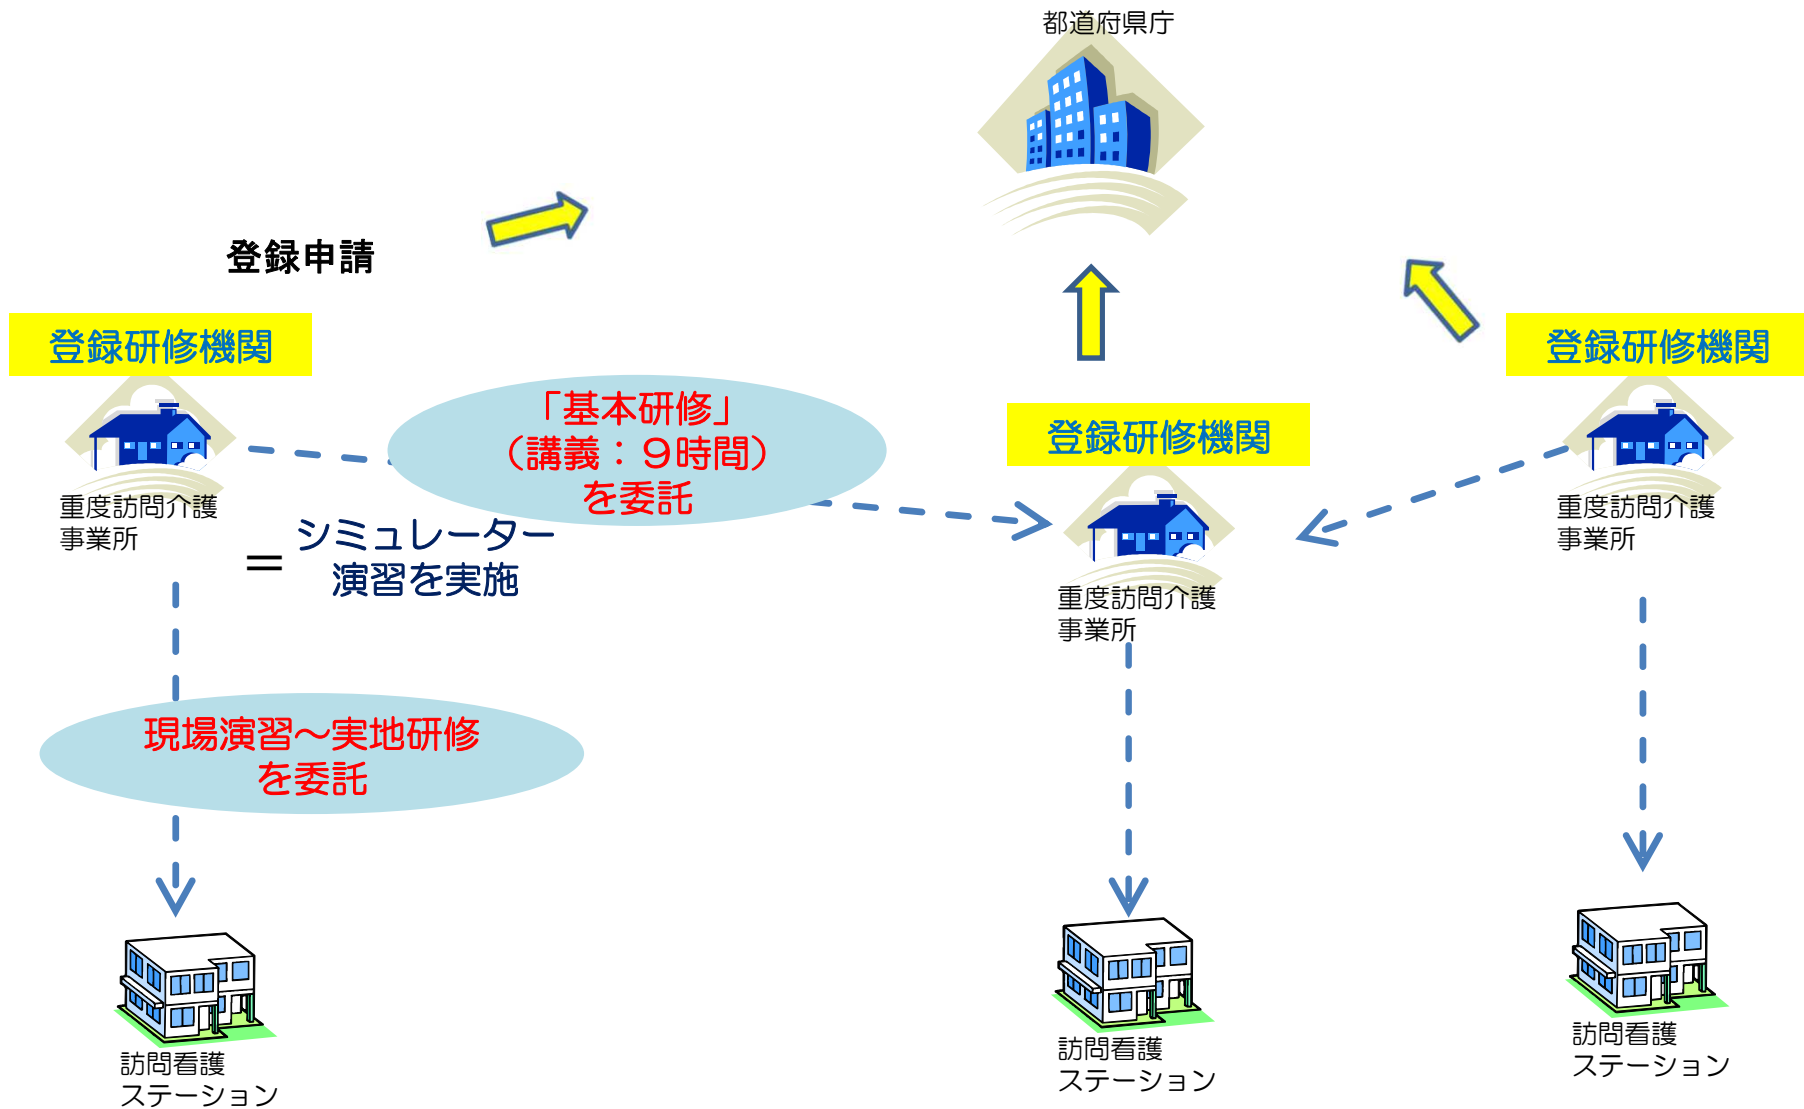 都道府県庁
登録申請
登録研修機関
登録研修機関
「基本研修」
（講義：９時間）
を委託
登録研修機関
重度訪問介護
事業所
重度訪問介護
事業所
＝
シミュレーター
演習を実施
重度訪問介護
事業所
現場演習～実地研修
を委託
訪問看護
ステーション
訪問看護
ステーション
訪問看護
ステーション